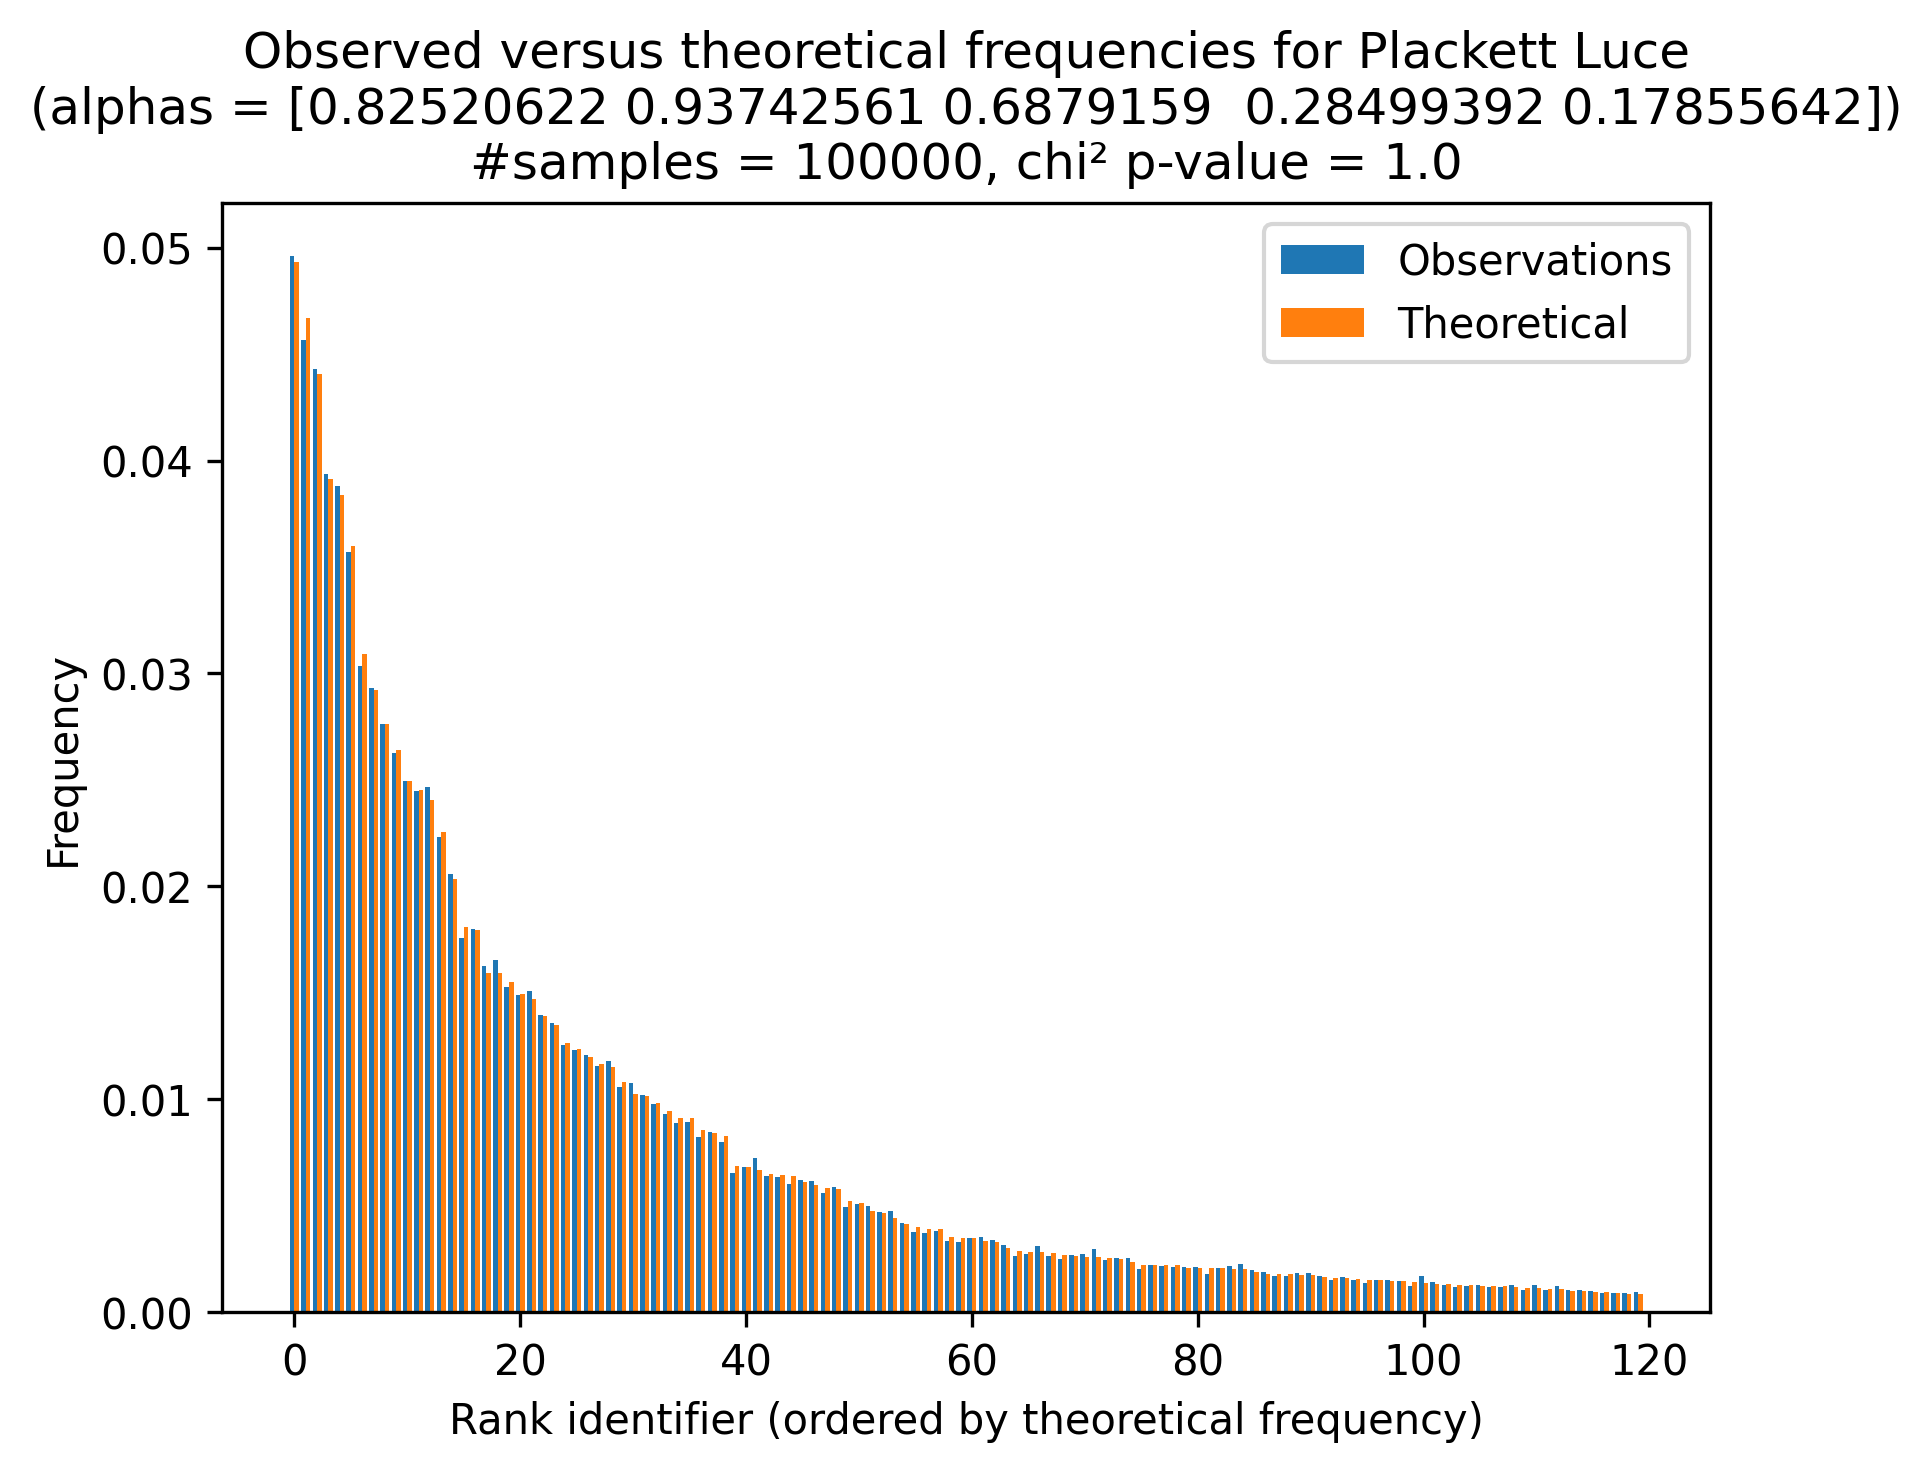 Observed versus theoretical frequencies for Plackett Luce
(alphas = [0.82520622 0.93742561 0.6879159  0.28499392 0.17855642])
#samples = 100000, chi² p-value = 1.0
Observations
Theoretical
0.05
0.04
0.03
0.02
0.01
0.00
Frequency
0 20 40 60 80 100 120
Rank identifier (ordered by theoretical frequency)